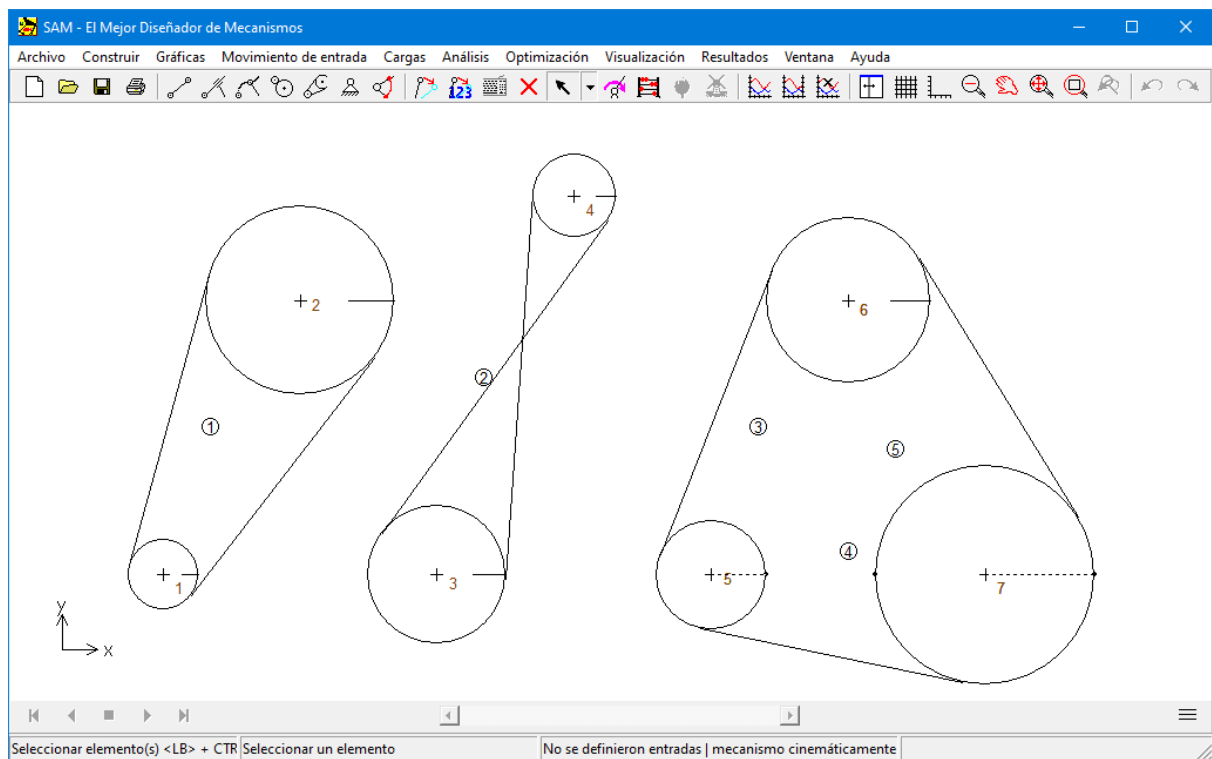 SAM - El Mejor Diseñador de Mecanismos
Archivo Construir Gráficas Movimiento de entrada Cargas Análisis Optimización Visualización Resultados Ventana Ayuda
123
4
2
6
2
1
3
5
4
1
3
5
7
y
x
Seleccionar elemento(s) <LB> + CTR Seleccionar un elemento No se definieron entradas | mecanismo cinemáticamente